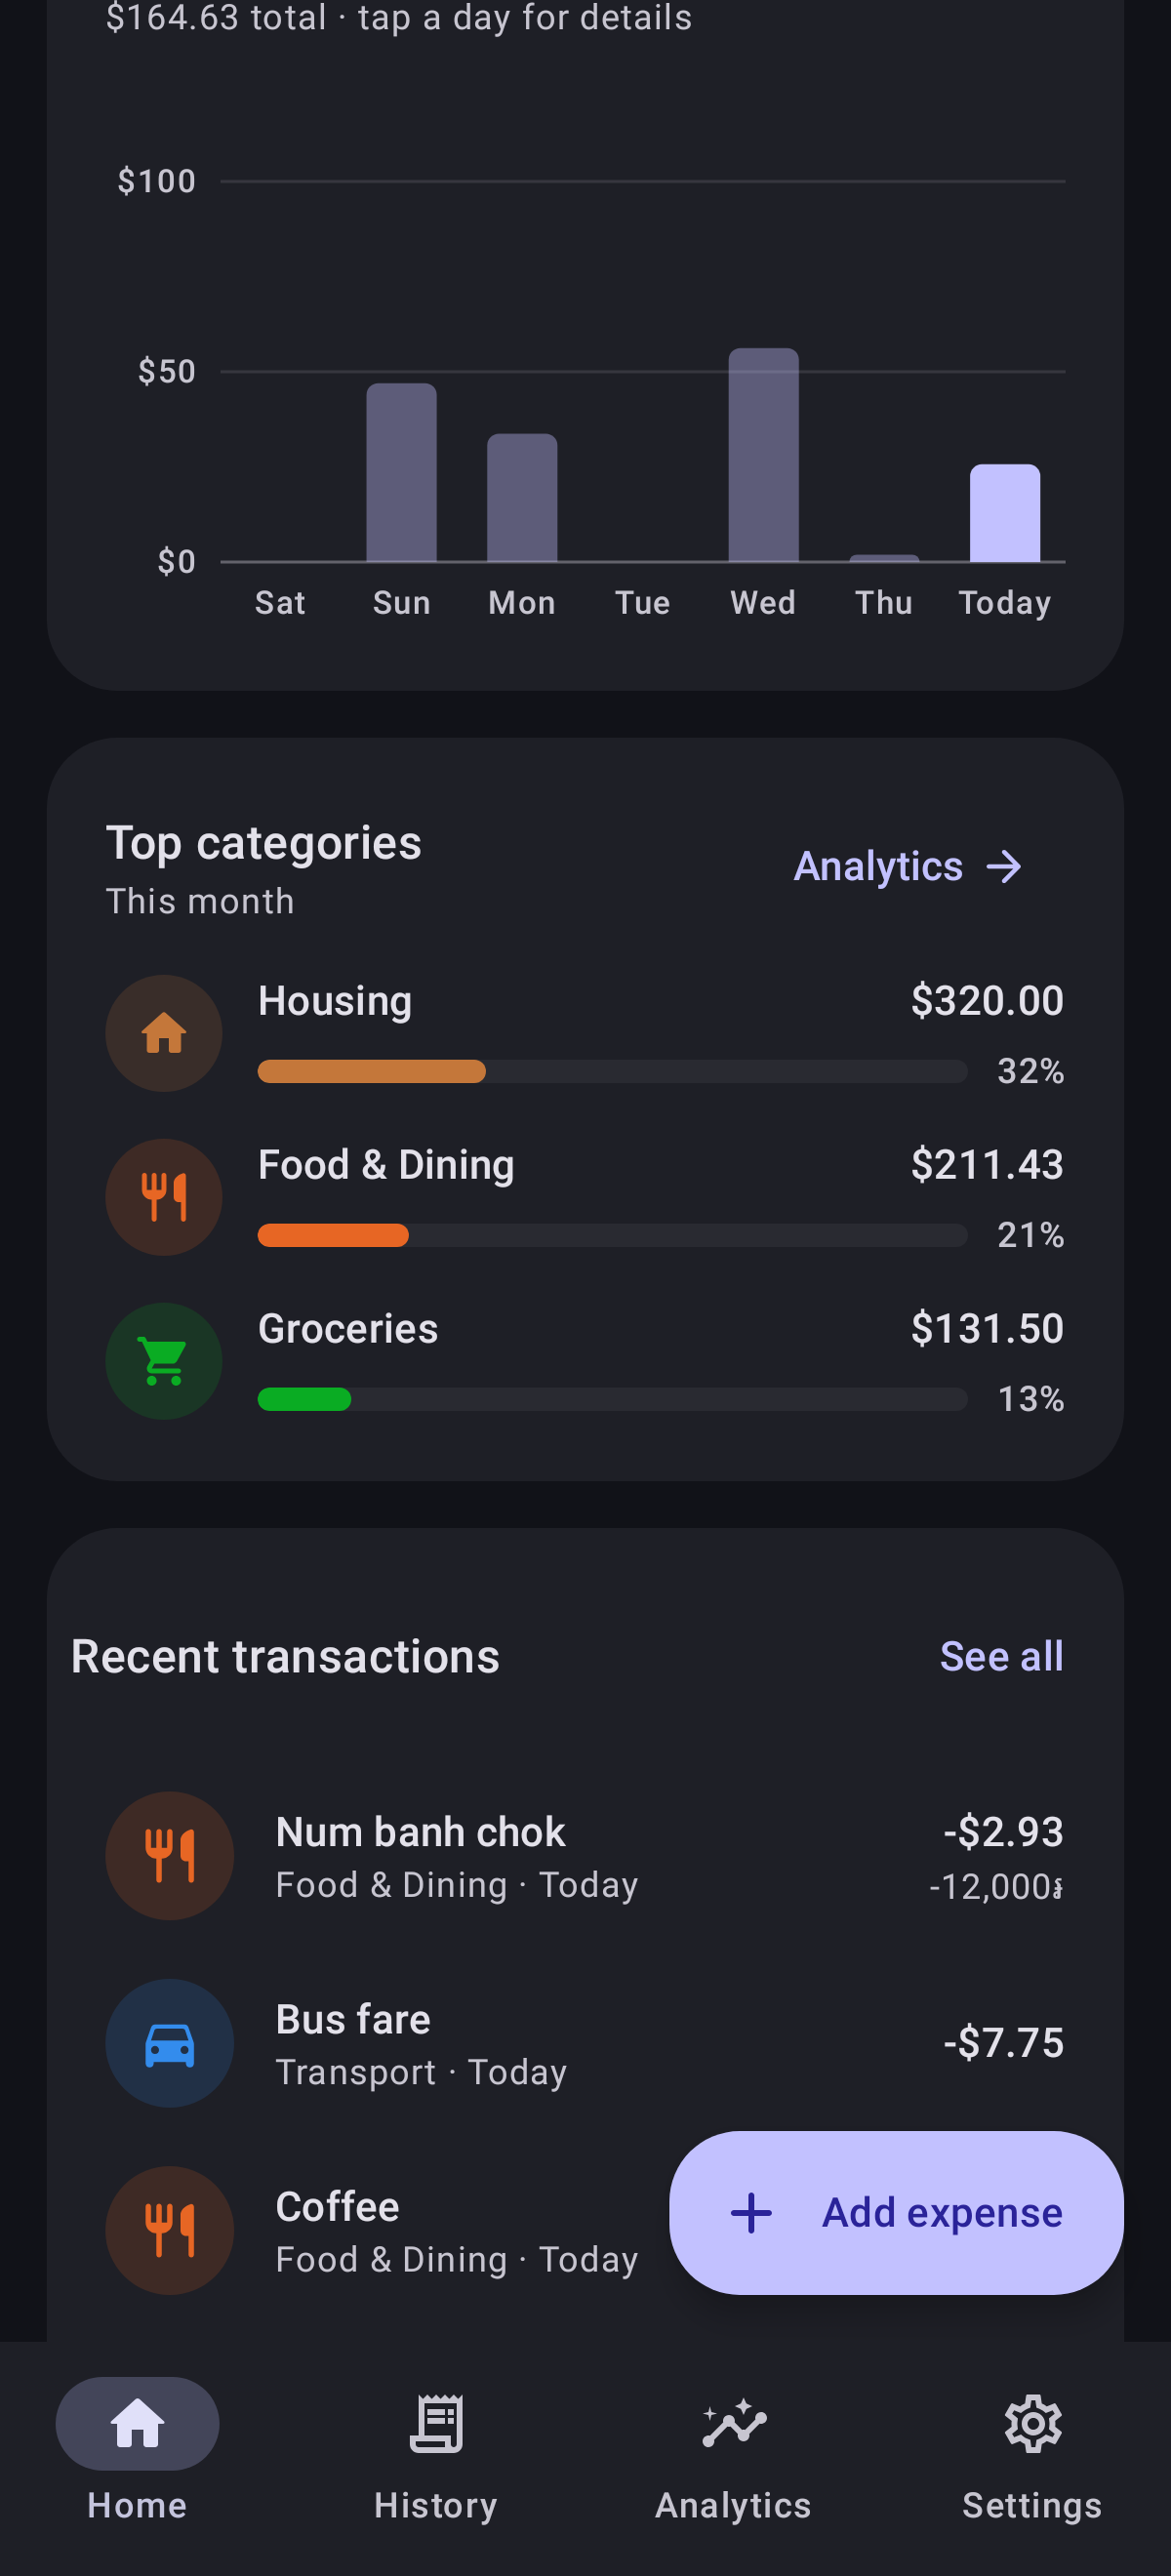 $164.63 total · tap a day for details
$100
$50
$0
Sat Sun Mon Tue Wed Thu Today
Top categories
This month
Analytics →
Housing $320.00
32%
Food & Dining $211.43
21%
Groceries $131.50
13%
Recent transactions See all
Num banh chok -$2.93
Food & Dining · Today -12,000៛
Bus fare -$7.75
Transport · Today
Coffee
Food & Dining · Today
+ Add expense
Home History Analytics Settings